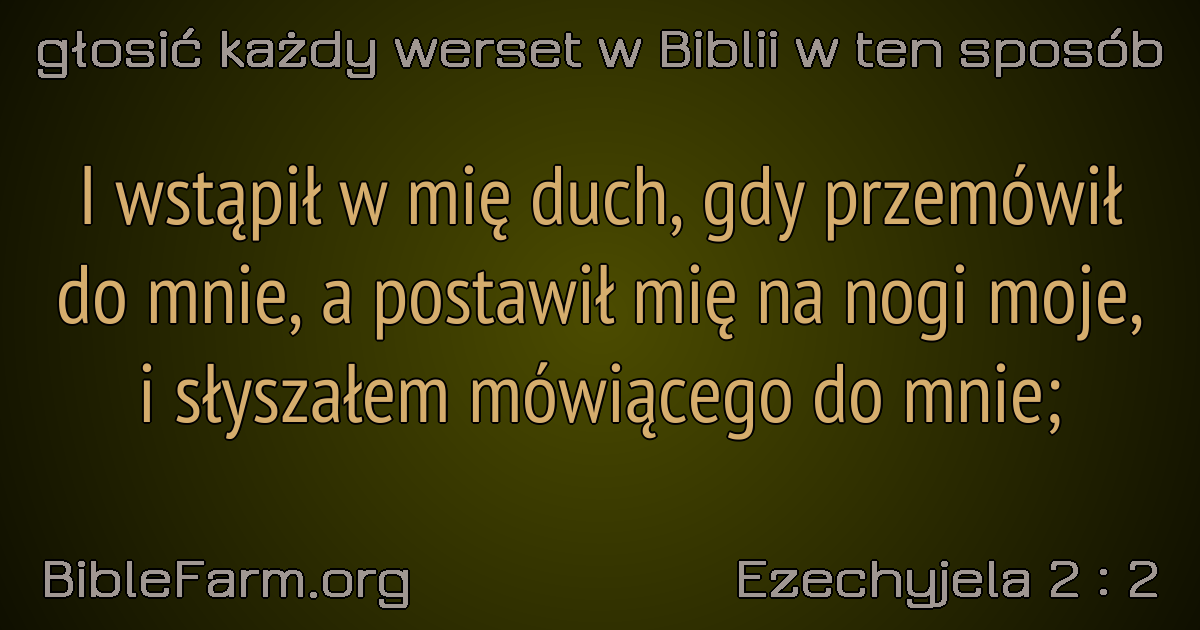 głosić każdy werset w Biblii w ten sposób
I wstąpił w mię duch, gdy przemówił
do mnie, a postawił mię na nogi moje,
i słyszałem mówiącego do mnie;
BibleFarm.org
Ezechyjela 2 : 2